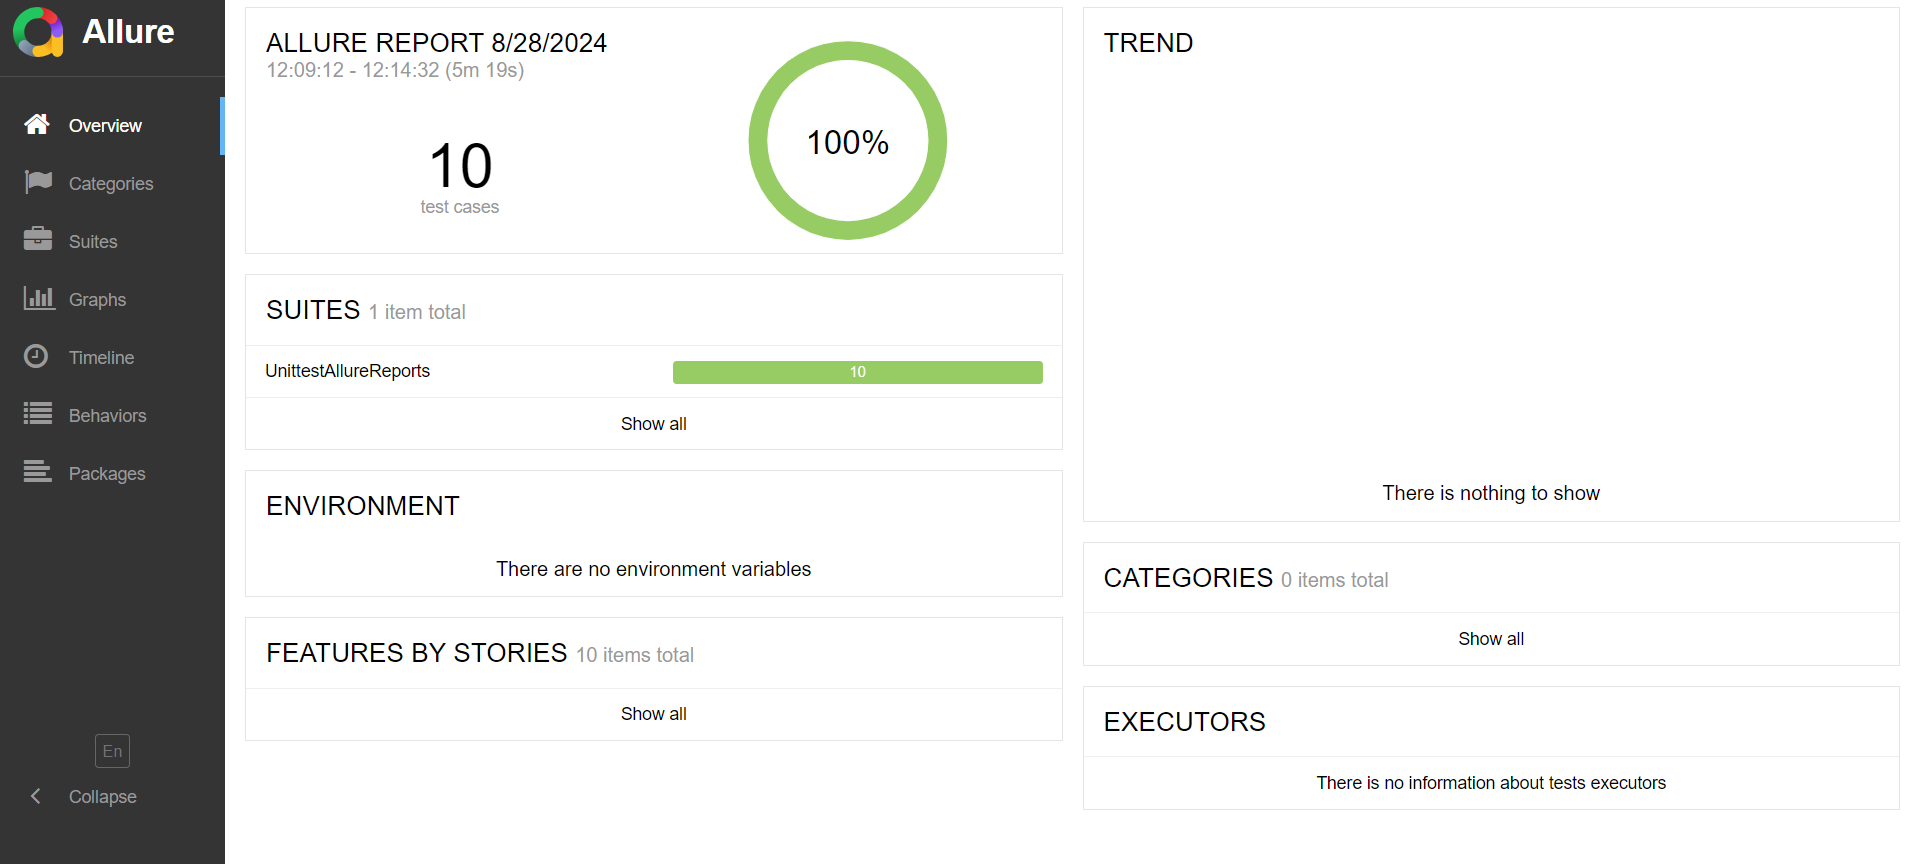 Allure
Overview
Categories
Suites
Graphs
Timeline
Behaviors
Packages
En
Collapse
ALLURE REPORT 8/28/2024
12:09:12 - 12:14:32 (5m 19s)
10
test cases
100%
SUITES 1 item total
UnittestAllureReports 10
Show all
ENVIRONMENT
There are no environment variables
FEATURES BY STORIES 10 items total
Show all
TREND
There is nothing to show
CATEGORIES 0 items total
Show all
EXECUTORS
There is no information about tests executors